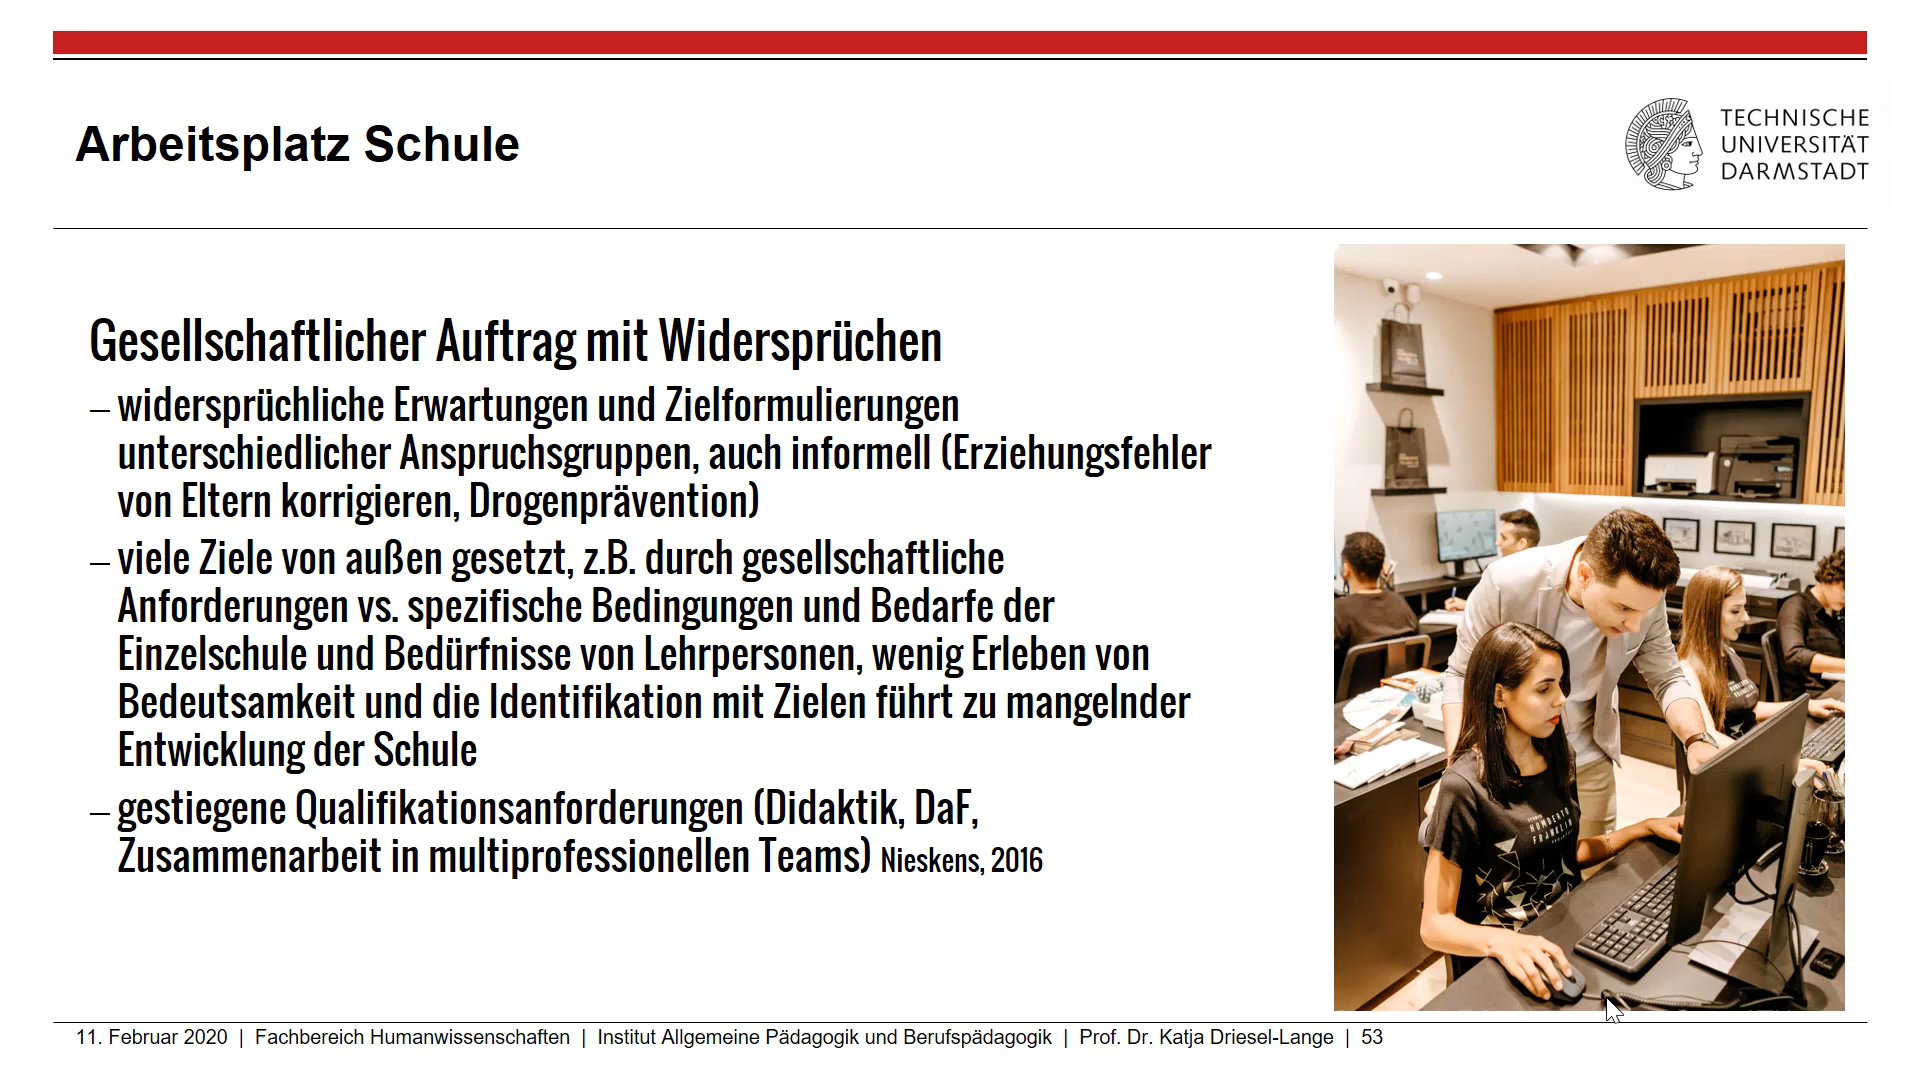 Arbeitsplatz Schule
TECHNISCHE
UNIVERSITÄT
DARMSTADT
Gesellschaftlicher Auftrag mit Widersprüchen
– widersprüchliche Erwartungen und Zielformulierungen
unterschiedlicher Anspruchsgruppen, auch informell (Erziehungsfehler
von Eltern korrigieren, Drogenprävention)
– viele Ziele von außen gesetzt, z.B. durch gesellschaftliche
Anforderungen vs. spezifische Bedingungen und Bedarfe der
Einzelschule und Bedürfnisse von Lehrpersonen, wenig Erleben von
Bedeutsamkeit und die Identifikation mit Zielen führt zu mangelnder
Entwicklung der Schule
– gestiegene Qualifikationsanforderungen (Didaktik, DaF,
Zusammenarbeit in multiprofessionellen Teams) Nieskens, 2016
HUMBERTO
FRANKLIN
11. Februar 2020 | Fachbereich Humanwissenschaften | Institut Allgemeine Pädagogik und Berufspädagogik | Prof. Dr. Katja Driesel-Lange | 53